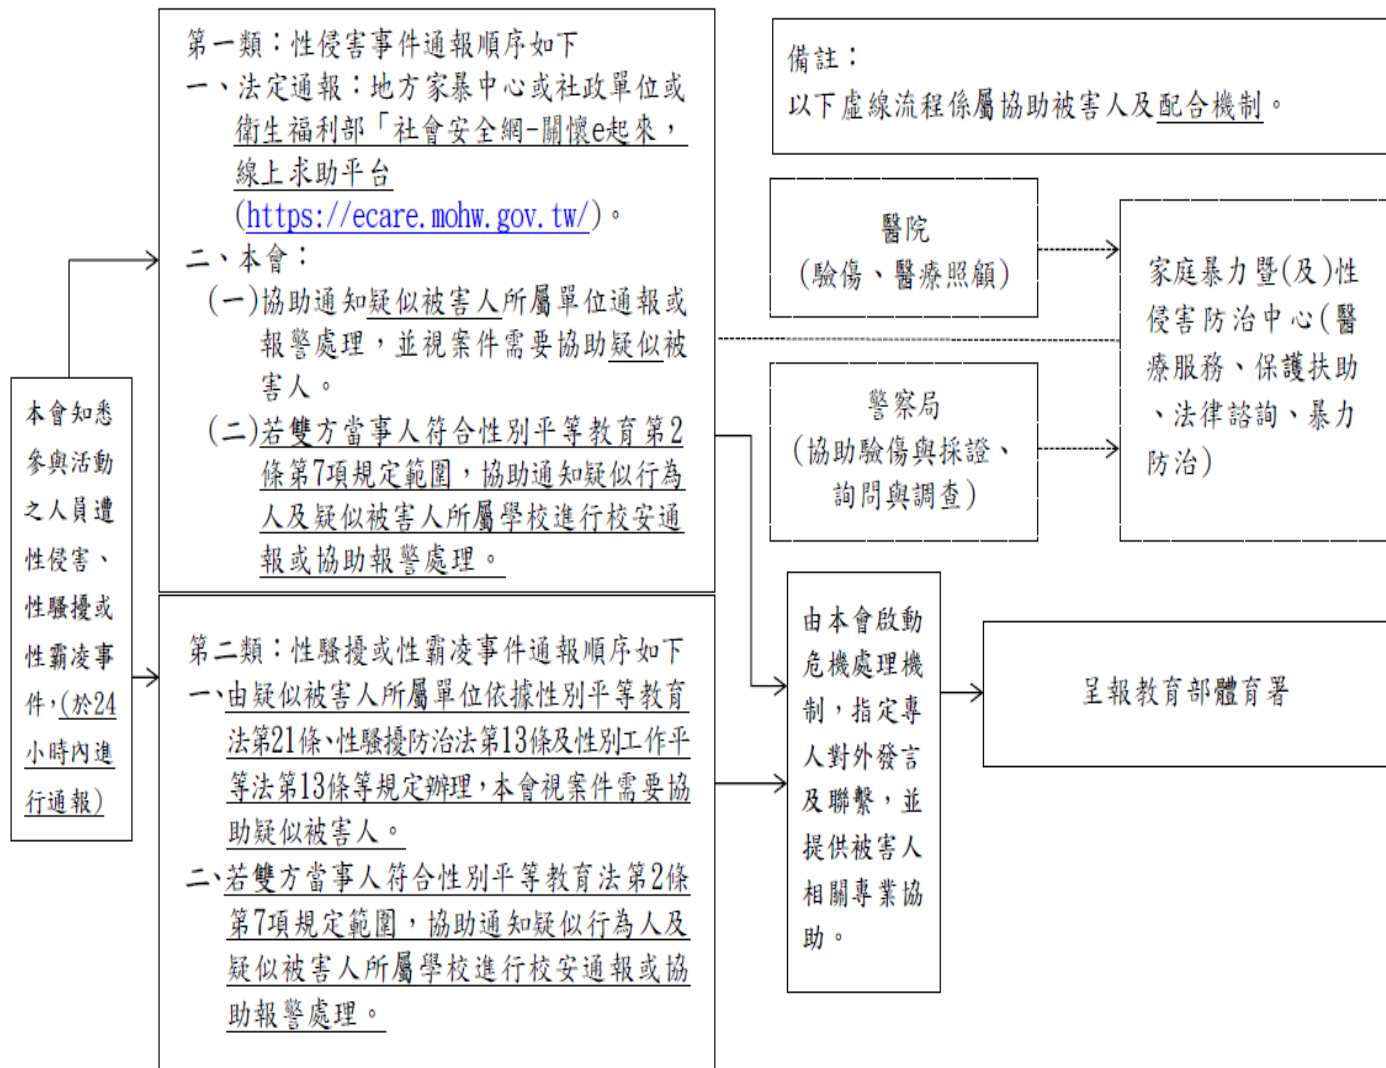 本會知悉
參與活動
之人員遭
性侵害、
性騷擾或
性霸凌事
件，(於24
小時內進
行通報)
第一類：性侵害事件通報順序如下
一、法定通報：地方家暴中心或社政單位或
衛生福利部「社會安全網-關懷e起來，
線上求助平台
(https://ecare.mohw.gov.tw/)。
二、本會：
(一)協助通知疑似被害人所屬單位通報或
報警處理，並視案件需要協助疑似被
害人。
(二)若雙方當事人符合性別平等教育第2
條第7項規定範圍，協助通知疑似行為
人及疑似被害人所屬學校進行校安通
報或協助報警處理。
第二類：性騷擾或性霸凌事件通報順序如下
一、由疑似被害人所屬單位依據性別平等教育
法第21條、性騷擾防治法第13條及性別工作平
等法第13條等規定辦理，本會視案件需要協
助疑似被害人。
二、若雙方當事人符合性別平等教育法第2條
第7項規定範圍，協助通知疑似行為人及
疑似被害人所屬學校進行校安通報或協
助報警處理。
備註：
以下虛線流程係屬協助被害人及配合機制。
醫院
(驗傷、醫療照顧)
警察局
(協助驗傷與採證、
詢問與調查)
家庭暴力暨(及)性
侵害防治中心(醫
療服務、保護扶助
、法律諮詢、暴力
防治)
由本會啟動
危機處理機
制，指定專
人對外發言
及聯繫，並
提供被害人
相關專業協
助。
呈報教育部體育署